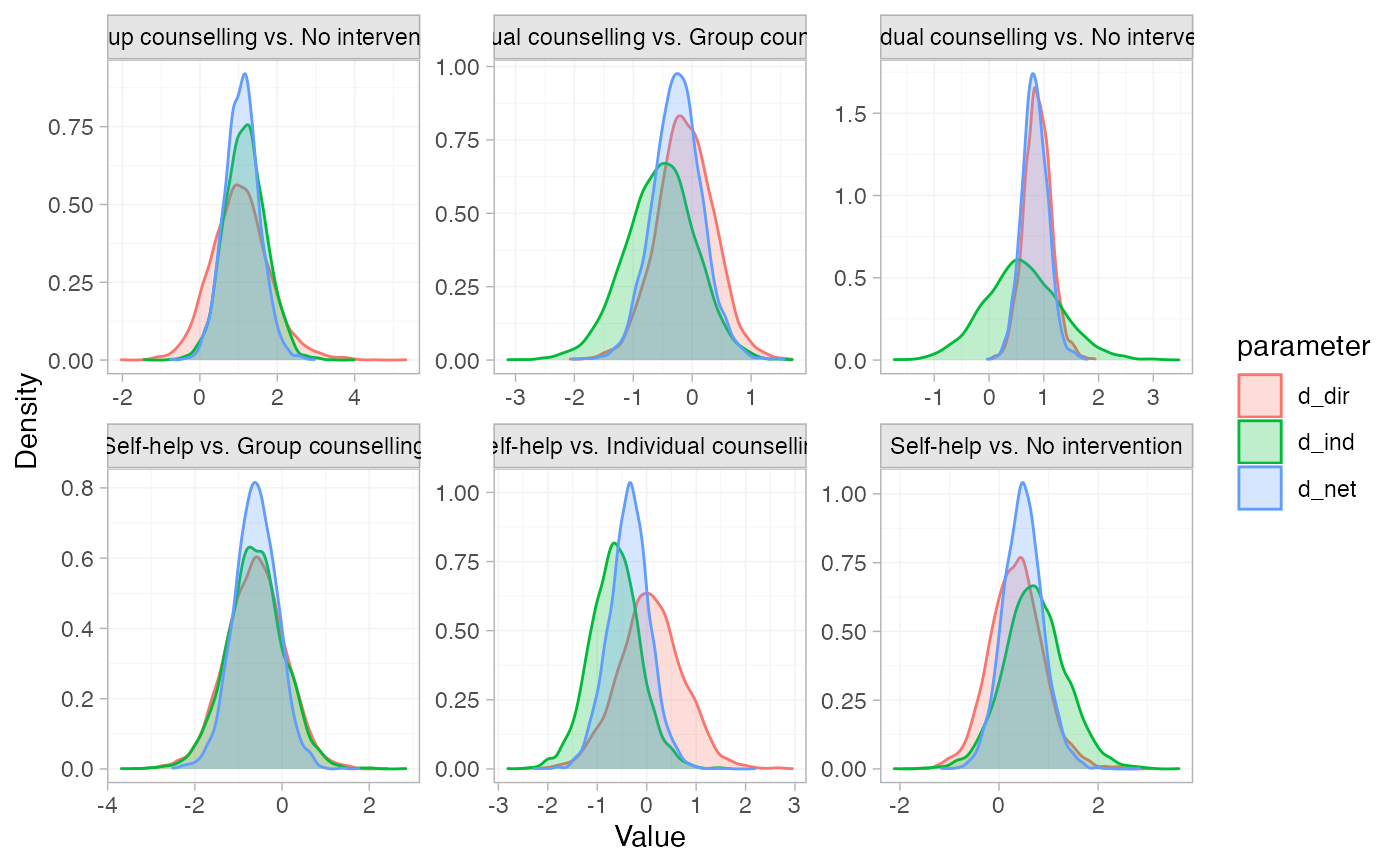 up counselling vs. No interven
ual counselling vs. Group coun
dual counselling vs. No interve
0.75
0.50
0.25
0.00
-2 0 2 4
1.00
0.75
0.50
0.25
0.00
-3 -2 -1 0 1
1.5
1.0
0.5
0.0
-1 0 1 2 3
Self-help vs. Group counselling
elf-help vs. Individual counsellin
Self-help vs. No intervention
0.8
0.6
0.4
0.2
0.0
-4 -2 0 2
1.00
0.75
0.50
0.25
0.00
-3 -2 -1 0 1 2 3
1.00
0.75
0.50
0.25
0.00
-2 0 2
Density
Value
parameter
d_dir
d_ind
d_net